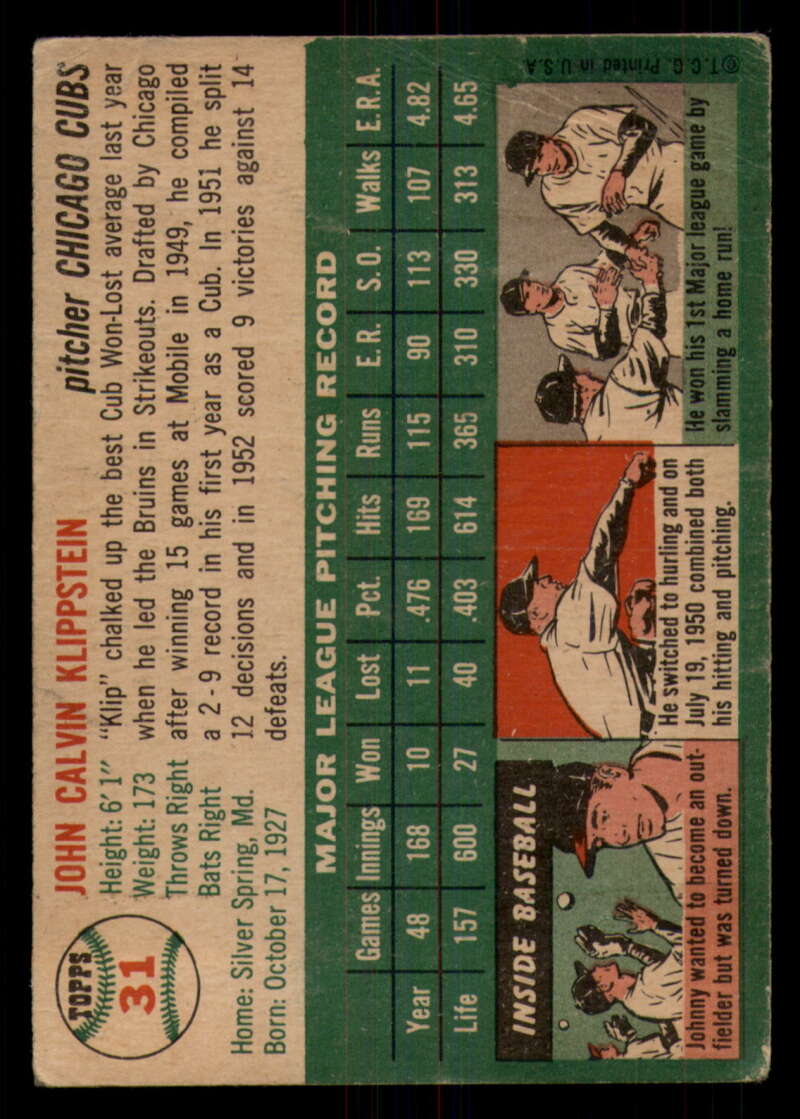 TOPPS
31
JOHN CALVIN KLIPPSTEIN
pitcher CHICAGO CUBS
Height: 6'1"
Weight: 173
Throws Right
Bats Right
Home: Silver Spring, Md.
Born: October 17, 1927
"Klip" chalked up the best Cub Won-Lost average last year
when he led the Bruins in Strikeouts. Drafted by Chicago
after winning 15 games at Mobile in 1949, he compiled
a 2-9 record in his first year as a Cub. In 1951 he split
12 decisions and in 1952 scored 9 victories against 14
defeats.
MAJOR LEAGUE PITCHING RECORD
Games Innings Won Lost Pct. Hits Runs E.R. S.O. Walks E.R.A.
Year 48 168 10 11 .476 169 115 90 113 107 4.82
Life 157 600 27 40 .403 614 365 310 330 313 4.65
INSIDE BASEBALL
Johnny wanted to become an out-
fielder but was turned down.
He switched to hurling and on
July 19, 1950 combined both
his hitting and pitching.
He won his 1st Major league game by
slamming a home run!
© T.C.G. Printed in U.S.A.